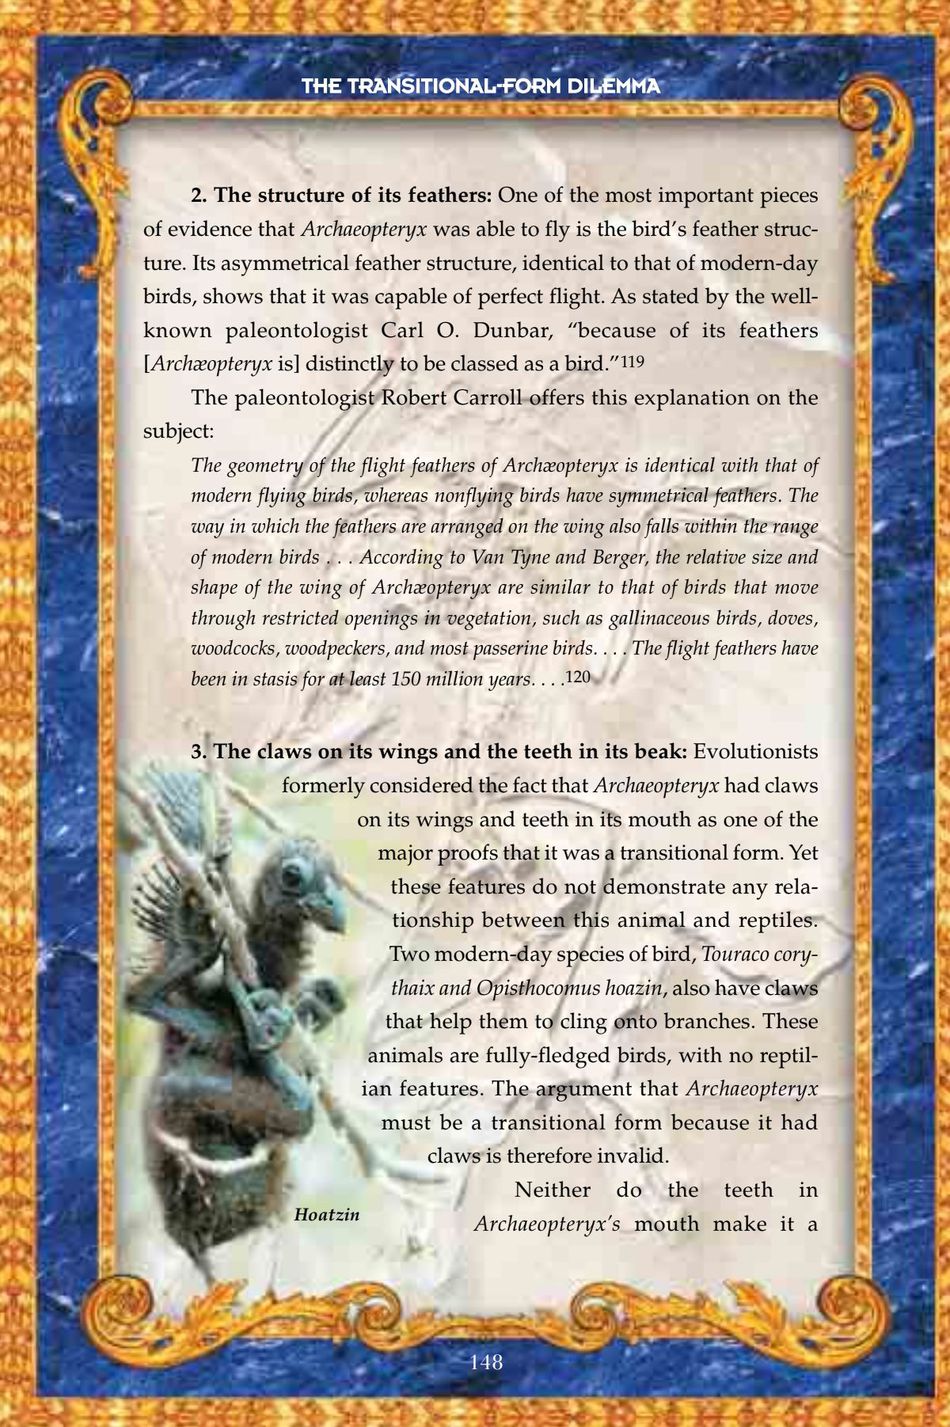 THE TRANSITIONAL-FORM DILEMMA
2. The structure of its feathers: One of the most important pieces
of evidence that Archaeopteryx was able to fly is the bird's feather struc-
ture. Its asymmetrical feather structure, identical to that of modern-day
birds, shows that it was capable of perfect flight. As stated by the well-
known paleontologist Carl O. Dunbar, “because of its feathers
[Archæopteryx is] distinctly to be classed as a bird.”119
The paleontologist Robert Carroll offers this explanation on the
subject:
The geometry of the flight feathers of Archæopteryx is identical with that of
modern flying birds, whereas nonflying birds have symmetrical feathers. The
way in which the feathers are arranged on the wing also falls within the range
of modern birds . . . According to Van Tyne and Berger, the relative size and
shape of the wing of Archæopteryx are similar to that of birds that move
through restricted openings in vegetation, such as gallinaceous birds, doves,
woodcocks, woodpeckers, and most passerine birds. . . . The flight feathers have
been in stasis for at least 150 million years. . . .120
3. The claws on its wings and the teeth in its beak: Evolutionists
formerly considered the fact that Archaeopteryx had claws
on its wings and teeth in its mouth as one of the
major proofs that it was a transitional form. Yet
these features do not demonstrate any rela-
tionship between this animal and reptiles.
Two modern-day species of bird, Touraco cory-
thaix and Opisthocomus hoazin, also have claws
that help them to cling onto branches. These
animals are fully-fledged birds, with no reptil-
ian features. The argument that Archaeopteryx
must be a transitional form because it had
claws is therefore invalid.
Neither do the teeth in
Archaeopteryx's mouth make it a
Hoatzin
148